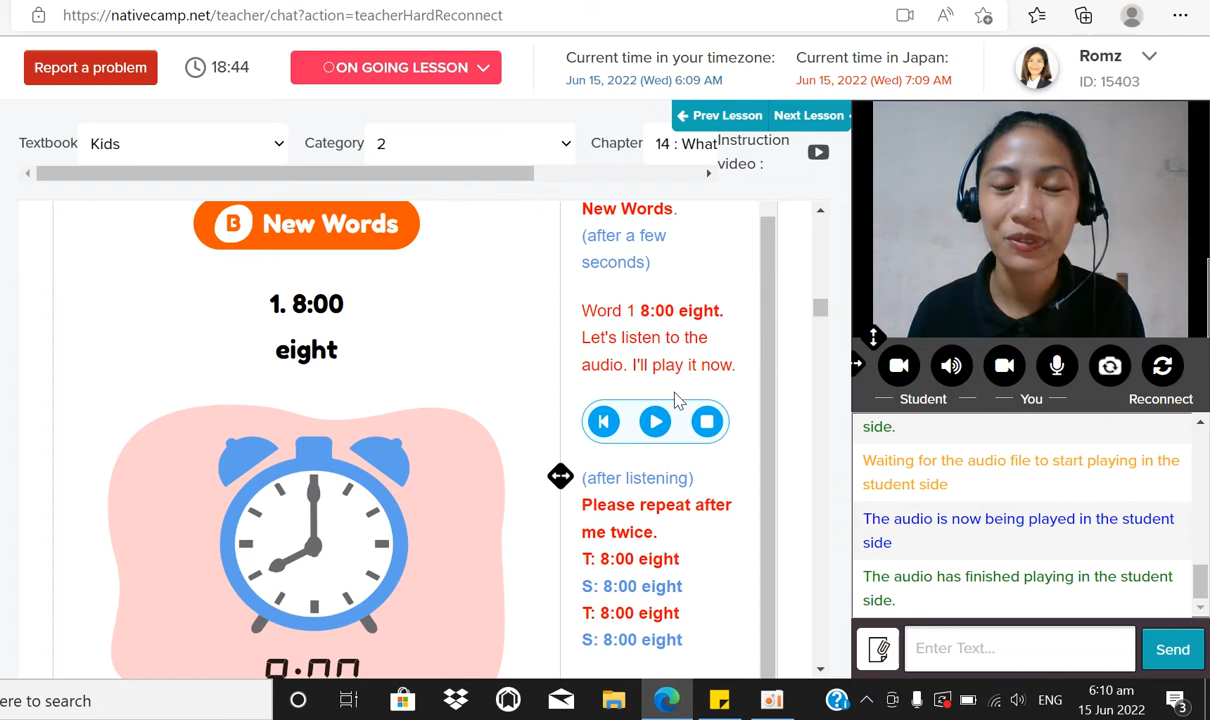 https://nativecamp.net/teacher/chat?action=teacherHardReconnect
Report a problem
18:44
ON GOING LESSON
Current time in your timezone:
Jun 15, 2022 (Wed) 6:09 AM
Current time in Japan:
Jun 15, 2022 (Wed) 7:09 AM
Romz
ID: 15403
Prev Lesson
Next Lesson
Textbook
Kids
Category
2
Chapter
14 : What
Instruction
video :
B New Words
1. 8:00
eight
8:00
New Words.
(after a few
seconds)
Word 1 8:00 eight.
Let's listen to the
audio. I'll play it now.
(after listening)
Please repeat after
me twice.
T: 8:00 eight
S: 8:00 eight
T: 8:00 eight
S: 8:00 eight
Student
You
Reconnect
side.
Waiting for the audio file to start playing in the
student side
The audio is now being played in the student
side
The audio has finished playing in the student
side.
Enter Text...
Send
ere to search
ENG
6:10 am
15 Jun 2022
3